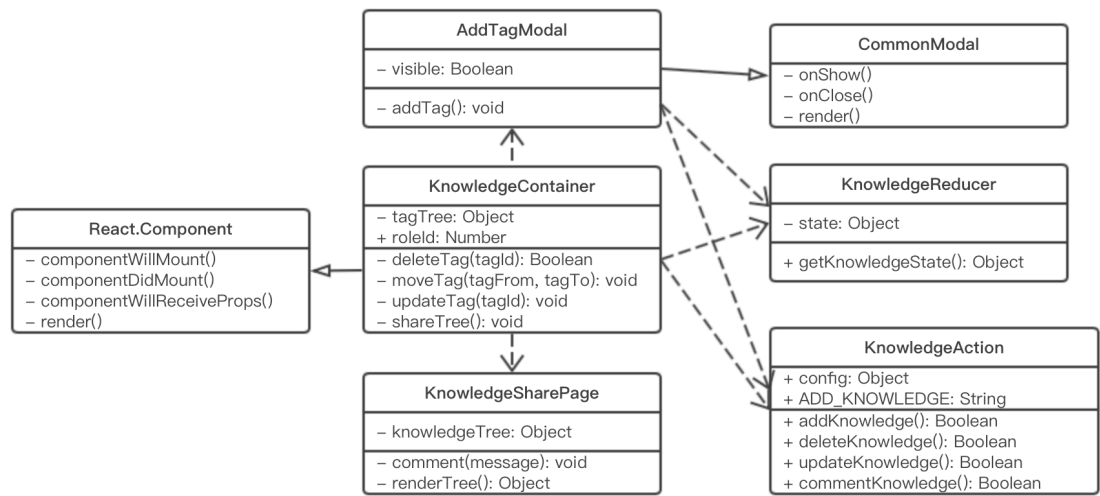 AddTagModal
– visible: Boolean
– addTag(): void
CommonModal
– onShow()
– onClose()
– render()
KnowledgeContainer
– tagTree: Object
+ roleId: Number
– deleteTag(tagId): Boolean
– moveTag(tagFrom, tagTo): void
– updateTag(tagId): void
– shareTree(): void
KnowledgeReducer
– state: Object
+ getKnowledgeState(): Object
React.Component
– componentWillMount()
– componentDidMount()
– componentWillReceiveProps()
– render()
KnowledgeSharePage
– knowledgeTree: Object
– comment(message): void
– renderTree(): Object
KnowledgeAction
+ config: Object
+ ADD_KNOWLEDGE: String
+ addKnowledge(): Boolean
+ deleteKnowledge(): Boolean
+ updateKnowledge(): Boolean
+ commentKnowledge(): Boolean